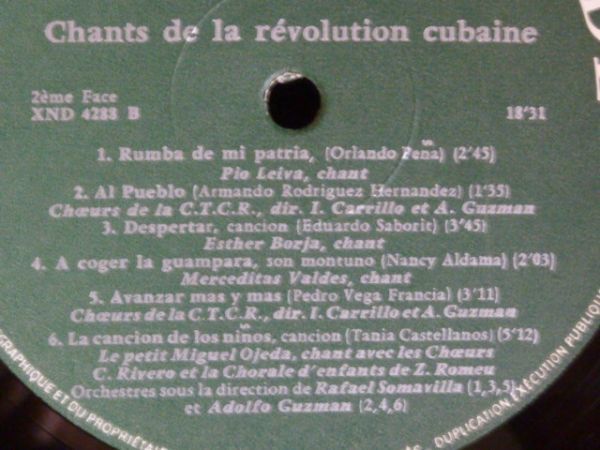 Chants de la révolution cubaine
2ème Face
XND 4283 B
18'31
1. Rumba de mi patria, (Orlando Peña) (2'45)
Pio Leiva, chant
2. Al Pueblo (Armando Rodriguez Hernandez) (1'35)
Chœurs de la C.T.C.R., dir. I. Carrillo et A. Guzman
3. Despertar, cancion (Eduardo Saborit) (3'45)
Esther Borja, chant
4. A coger la guampara, son montuno (Nancy Aldama) (2'03)
Merceditas Valdes, chant
5. Avanzar mas y mas (Pedro Vega Francia) (3'11)
Chœurs de la C.T.C.R., dir. I. Carrillo et A. Guzman
6. La cancion de los niños, cancion (Tania Castellanos) (5'12)
Le petit Miguel Ojeda, chant avec les Chœurs
C. Rivero et la Chorale d'enfants de Z. Romeu
Orchestres sous la direction de Rafael Somavilla (1,3,5)
et Adolfo Guzman (2,4,6)
GRAPHIQUE ET DU PROPRIÉTAI
DUPLICATION EXÉCUTION PUBLIQUE